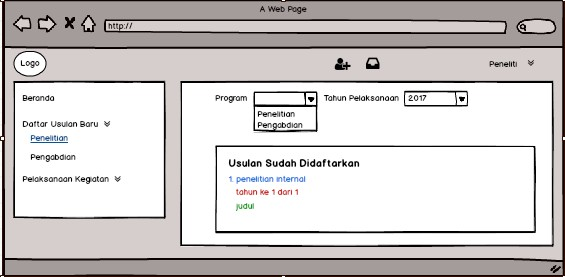 A Web Page
http://
Logo
Peneliti
Beranda
Daftar Usulan Baru
Penelitian
Pengabdian
Pelaksanaan Kegiatan
Program
Tahun Pelaksanaan 2017
Penelitian
Pengabdian
Usulan Sudah Didaftarkan
1. penelitian internal
tahun ke 1 dari 1
judul